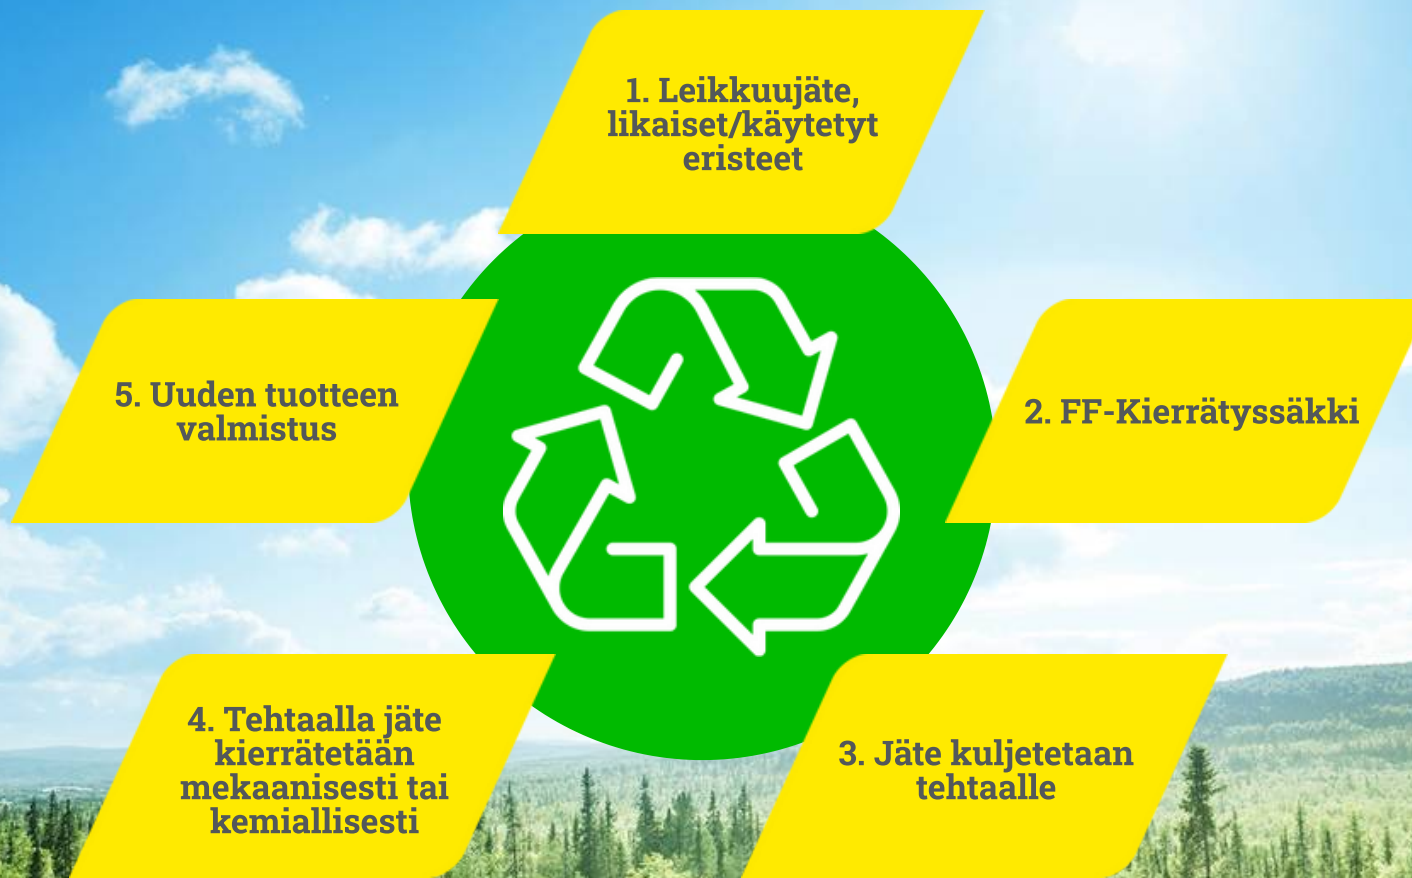 1. Leikkuujäte,
likaiset/käytetyt
eristeet
2. FF-Kierrätyssäkki
3. Jäte kuljetetaan
tehtaalle
4. Tehtaalla jäte
kierrätetään
mekaanisesti tai
kemiallisesti
5. Uuden tuotteen
valmistus